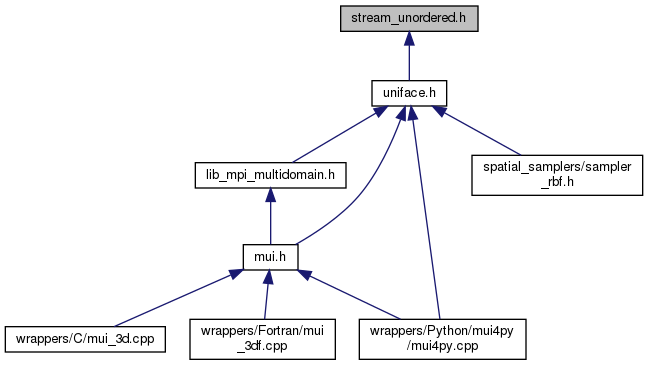 stream_unordered.h
uniface.h
lib_mpi_multidomain.h
spatial_samplers/sampler
_rbf.h
mui.h
wrappers/C/mui_3d.cpp
wrappers/Fortran/mui
_3df.cpp
wrappers/Python/mui4py
/mui4py.cpp